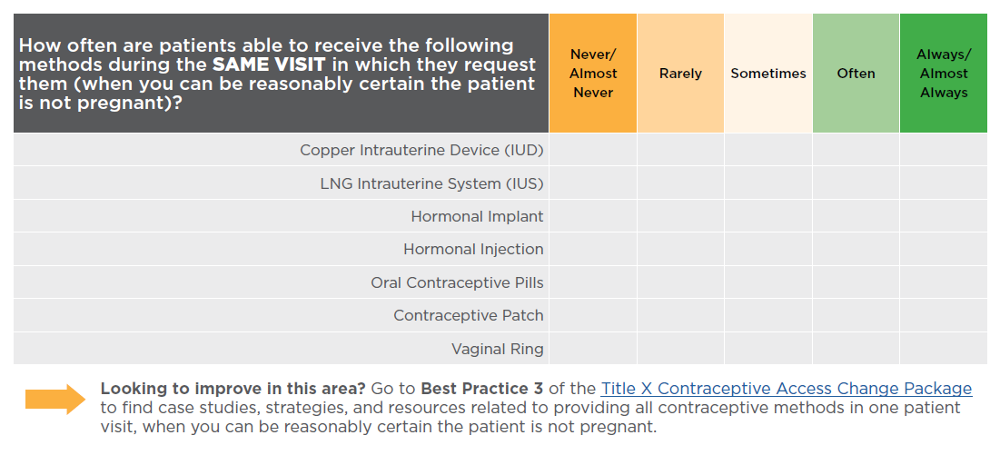 How often are patients able to receive the following
methods during the SAME VISIT in which they request
them (when you can be reasonably certain the patient
is not pregnant)?
Never/
Almost
Never
Rarely
Sometimes
Often
Always/
Almost
Always
Copper Intrauterine Device (IUD)
LNG Intrauterine System (IUS)
Hormonal Implant
Hormonal Injection
Oral Contraceptive Pills
Contraceptive Patch
Vaginal Ring
Looking to improve in this area? Go to Best Practice 3 of the Title X Contraceptive Access Change Package
to find case studies, strategies, and resources related to providing all contraceptive methods in one patient
visit, when you can be reasonably certain the patient is not pregnant.